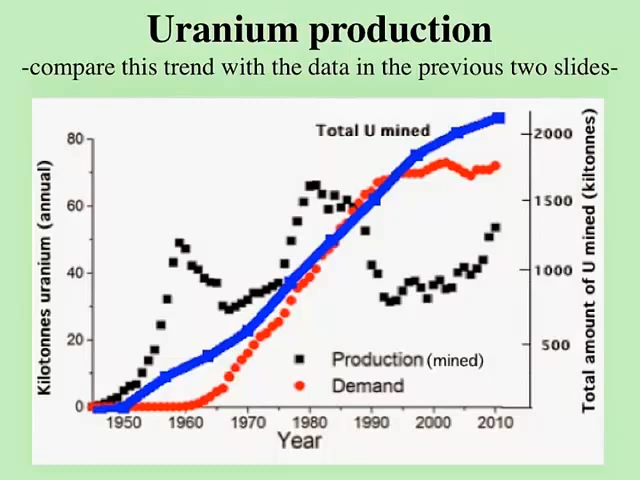 Uranium production
-compare this trend with the data in the previous two slides-
Total U mined
80
60
40
20
0
2000
1500
1000
500
Kilotonnes uranium (annual)
Total amount of U mined (kiltonnes)
Production (mined)
Demand
1950 1960 1970 1980 1990 2000 2010
Year